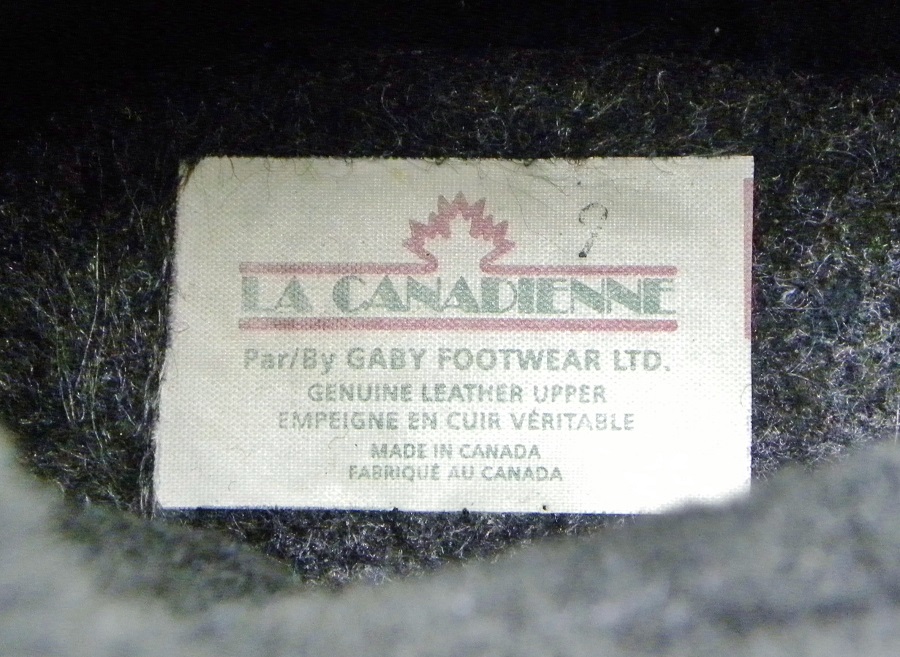 9
LA CANADIENNE
Par/By GABY FOOTWEAR LTD.
GENUINE LEATHER UPPER
EMPEIGNE EN CUIR VÉRITABLE
MADE IN CANADA
FABRIQUÉ AU CANADA